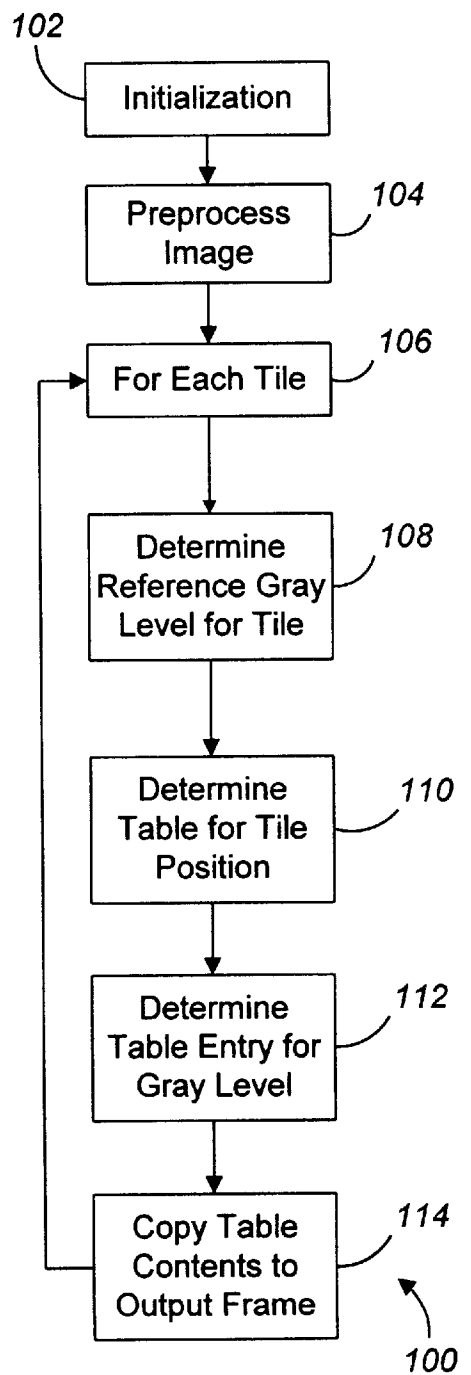 102
Initialization
104
Preprocess
Image
106
For Each Tile
108
Determine
Reference Gray
Level for Tile
110
Determine
Table for Tile
Position
112
Determine
Table Entry for
Gray Level
114
Copy Table
Contents to
Output Frame
100